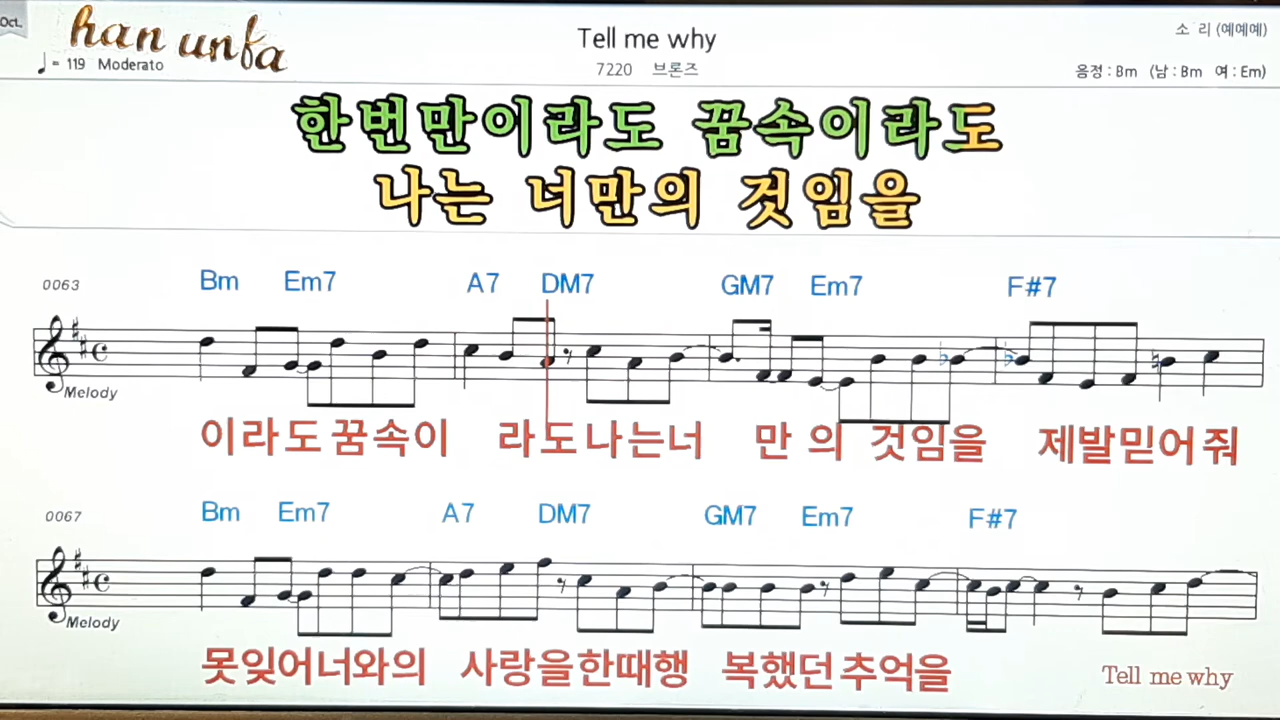 Oct.
han unfa
Tell me why
소 리 (예예예)
♩= 119 Moderato
7220 브론즈
음정 : Bm (남 : Bm 여 : Em)
한번만이라도 꿈속이라도
나는 너만의 것임을
0063
Bm Em7 A7 DM7 GM7 Em7 F#7
Melody
이라도꿈속이 라도나는너 만 의 것임을 제발믿어줘
0067
Bm Em7 A7 DM7 GM7 Em7 F#7
Melody
못잊어너와의 사랑을한때행 복했던추억을
Tell me why